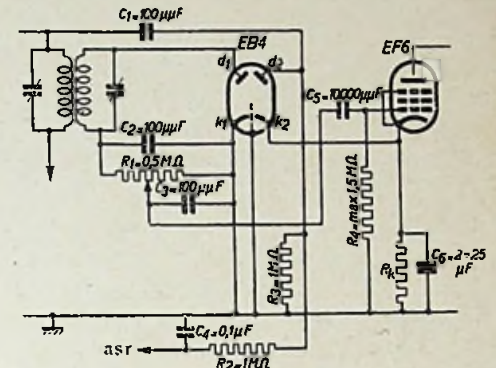 C1=100µµF
EB4
EF6
d1
d2
C5=10000µµF
k1
k2
C2=100µµF
R1=0,5MΩ
C3=100µµF
R4=max 1,5MΩ
R3=1MΩ
Rk
C6=2-25
µF
C4=0,1µF
asr
R2=1MΩ